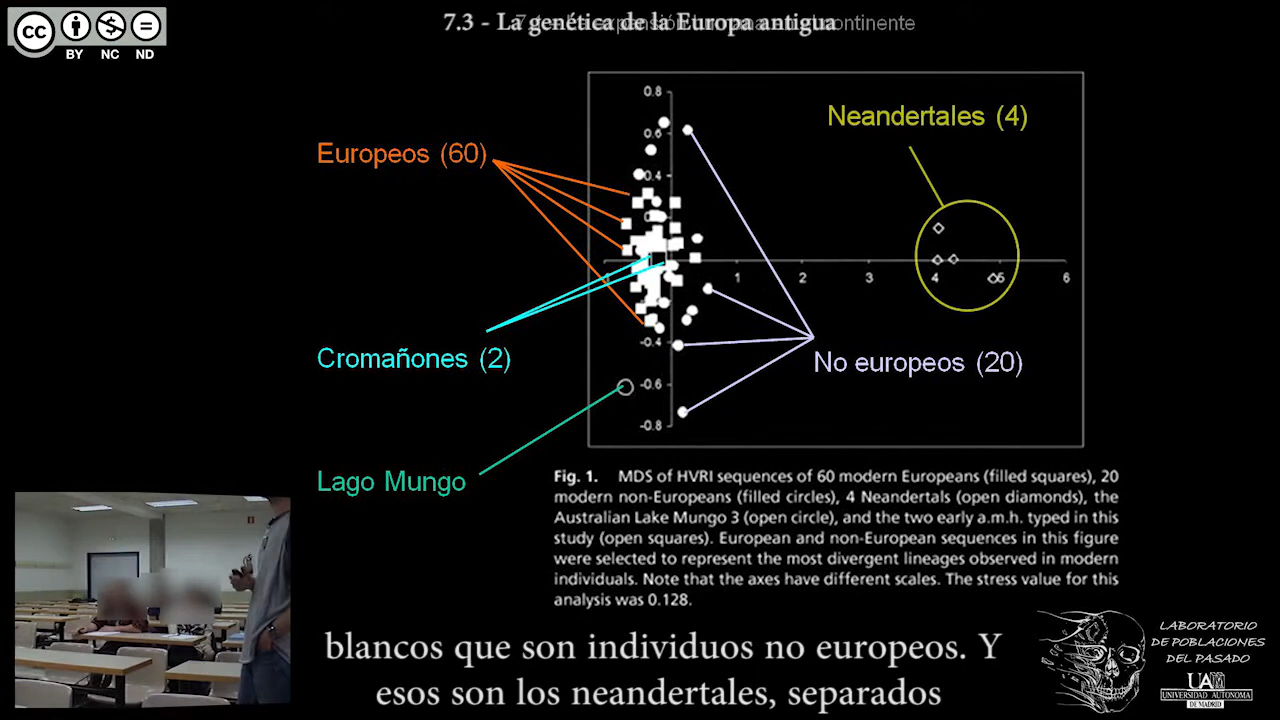 BY NC ND
7.3 - La genética de la Europa antigua
continente
Neandertales (4)
Europeos (60)
0.8
0.6
0.4
1 2 3 4 5 6
-0.4
-0.6
-0.8
Cromañones (2)
No europeos (20)
Lago Mungo
Fig. 1. MDS of HVRI sequences of 60 modern Europeans (filled squares), 20
modern non-Europeans (filled circles), 4 Neandertals (open diamonds), the
Australian Lake Mungo 3 (open circle), and the two early a.m.h. typed in this
study (open squares). European and non-European sequences in this figure
were selected to represent the most divergent lineages observed in modern
individuals. Note that the axes have different scales. The stress value for this
analysis was 0.128.
blancos que son individuos no europeos. Y
esos son los neandertales, separados
LABORATORIO
DE POBLACIONES
DEL PASADO
UAM
UNIVERSIDAD AUTONOMA
DE MADRID